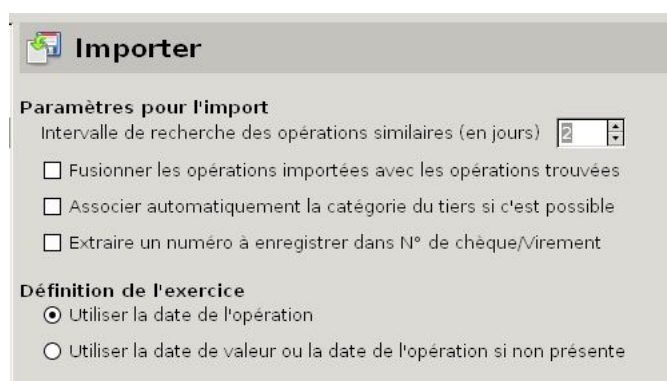 Importer
Paramètres pour l'import
Intervalle de recherche des opérations similaires (en jours) 2
Fusionner les opérations importées avec les opérations trouvées
Associer automatiquement la catégorie du tiers si c'est possible
Extraire un numéro à enregistrer dans N° de chèque/Virement
Définition de l'exercice
Utiliser la date de l'opération
Utiliser la date de valeur ou la date de l'opération si non présente